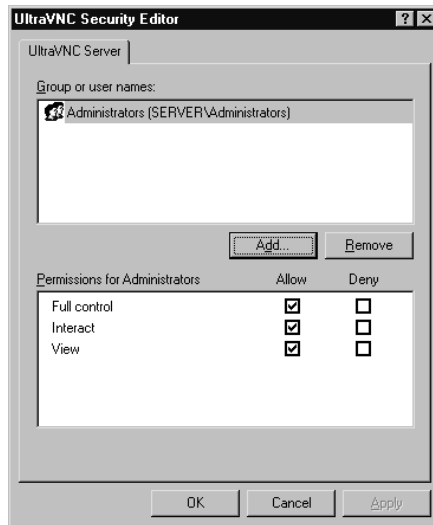 UltraVNC Security Editor
UltraVNC Server
Group or user names:
Administrators (SERVER\Administrators)
Add... Remove
Permissions for Administrators Allow Deny
Full control
Interact
View
OK Cancel Apply